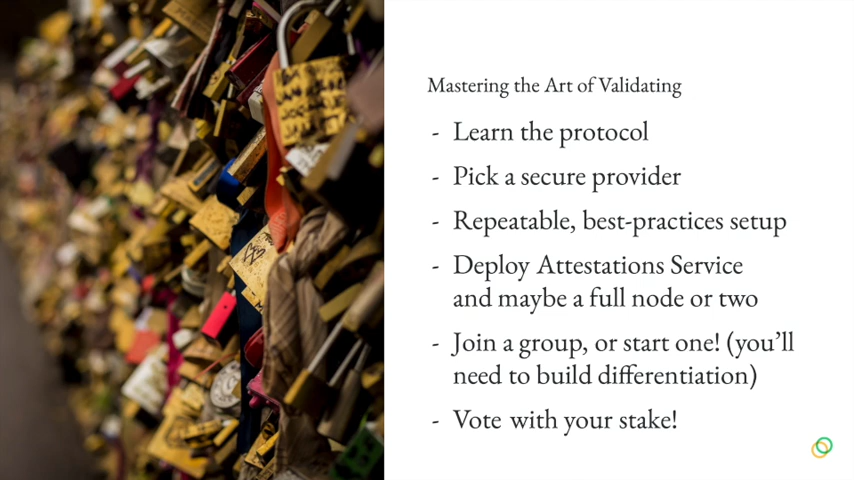 Mastering the Art of Validating
- Learn the protocol
- Pick a secure provider
- Repeatable, best-practices setup
- Deploy Attestations Service
and maybe a full node or two
- Join a group, or start one! (you'll
need to build differentiation)
- Vote with your stake!